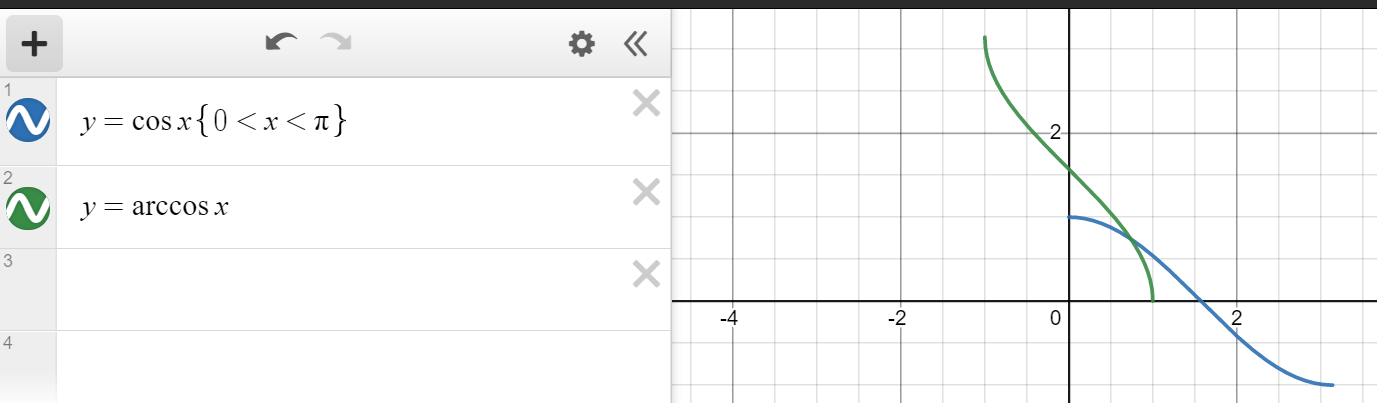 1
y = cos x{0 < x < π}
2
y = arccos x
3
4
2
-4 -2 0 2